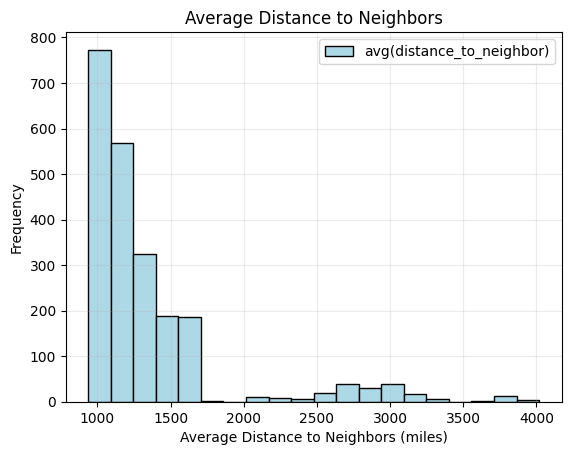 Average Distance to Neighbors
avg(distance_to_neighbor)
Frequency
800
700
600
500
400
300
200
100
0
1000 1500 2000 2500 3000 3500 4000
Average Distance to Neighbors (miles)